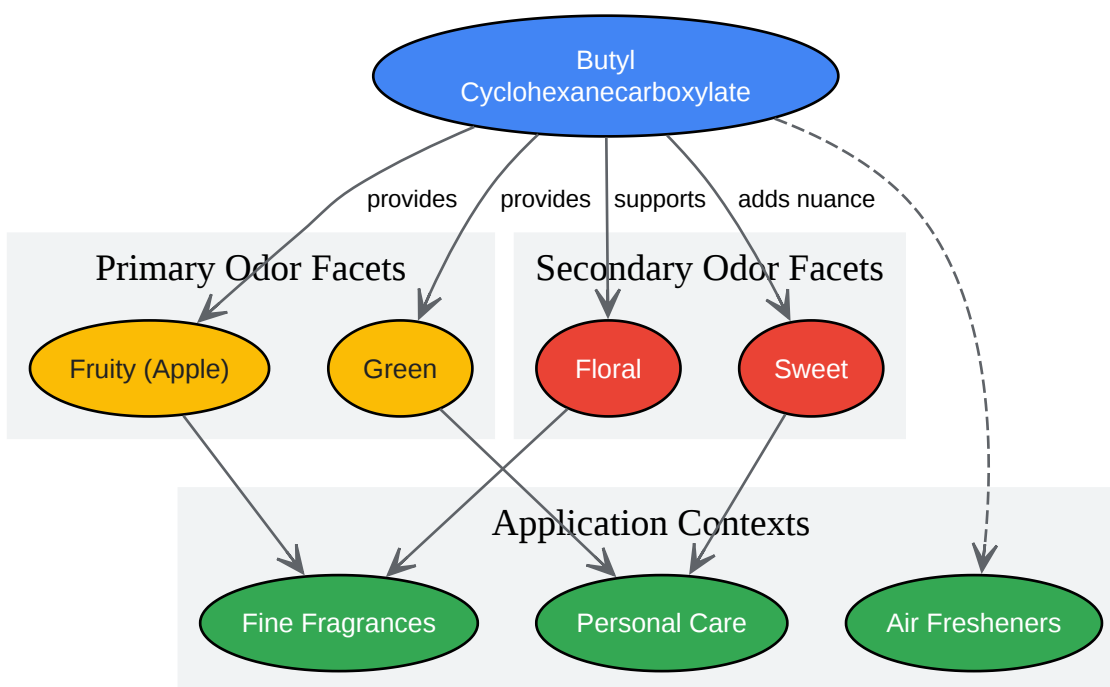 Butyl
Cyclohexanecarboxylate
provides
provides
supports
adds nuance
Primary Odor Facets
Secondary Odor Facets
Fruity (Apple)
Green
Floral
Sweet
Application Contexts
Fine Fragrances
Personal Care
Air Fresheners